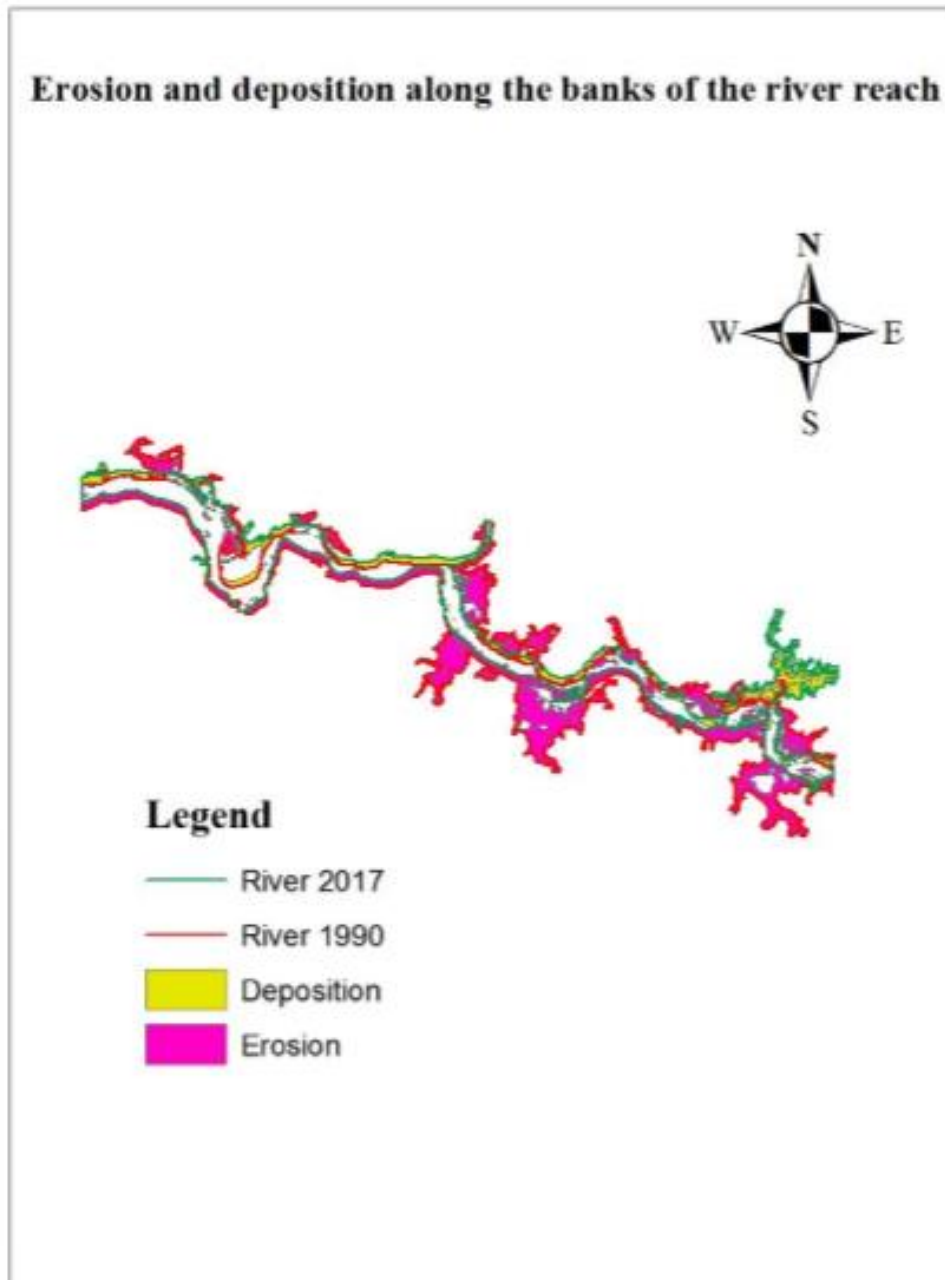 Erosion and deposition along the banks of the river reach
N
W E
S
Legend
River 2017
River 1990
Deposition
Erosion